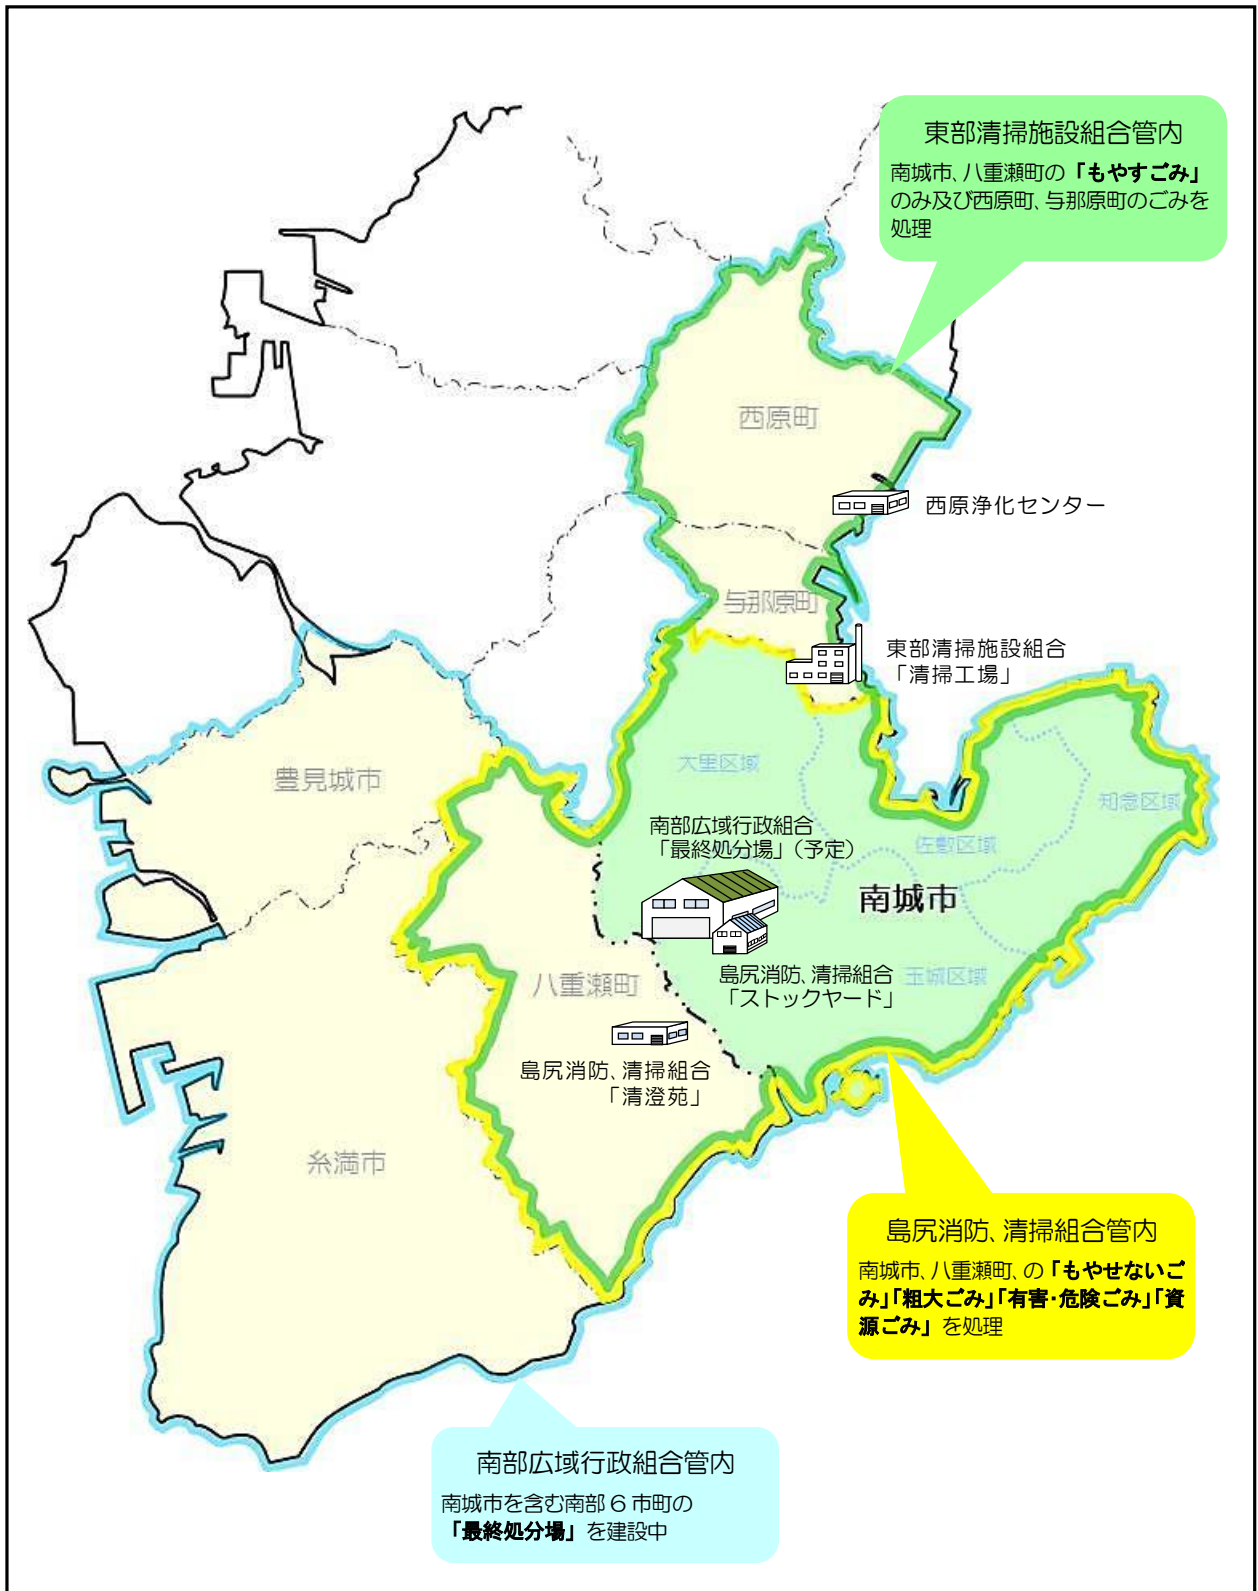 東部清掃施設組合管内
南城市、八重瀬町の「もやすごみ」
のみ及び西原町、与那原町のごみを
処理
西原町
西原浄化センター
与那原町
東部清掃施設組合
「清掃工場」
大里区域
豊見城市
知念区域
南部広域行政組合
「最終処分場」(予定)
佐敷区域
南城市
島尻消防、清掃組合
「ストックヤード」
玉城区域
八重瀬町
島尻消防、清掃組合
「清澄苑」
糸満市
島尻消防、清掃組合管内
南城市、八重瀬町、の「もやせないご
み」「粗大ごみ」「有害・危険ごみ」「資
源ごみ」を処理
南部広域行政組合管内
南城市を含む南部6市町の
「最終処分場」を建設中